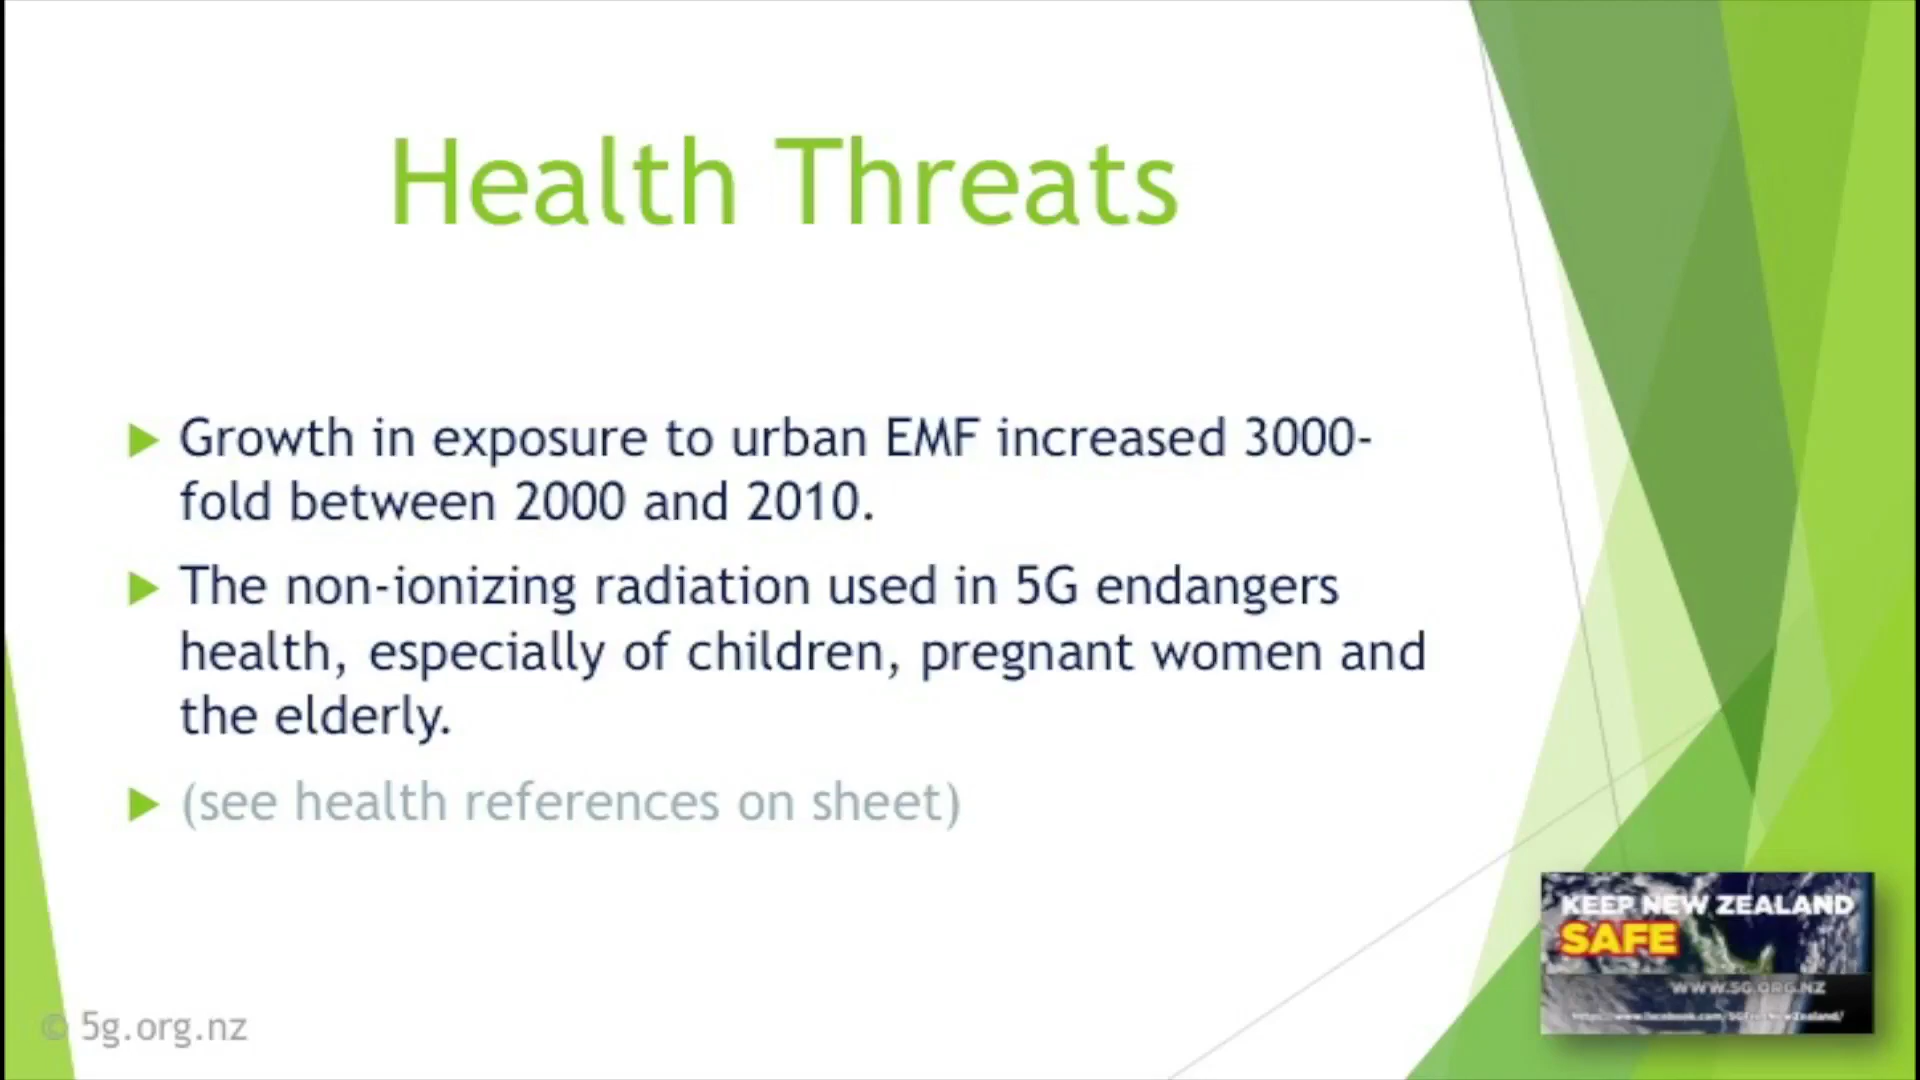 Health Threats
Growth in exposure to urban EMF increased 3000-
fold between 2000 and 2010.
The non-ionizing radiation used in 5G endangers
health, especially of children, pregnant women and
the elderly.
(see health references on sheet)
KEEP NEW ZEALAND
SAFE
WWW.5G.ORG.NZ
© 5g.org.nz